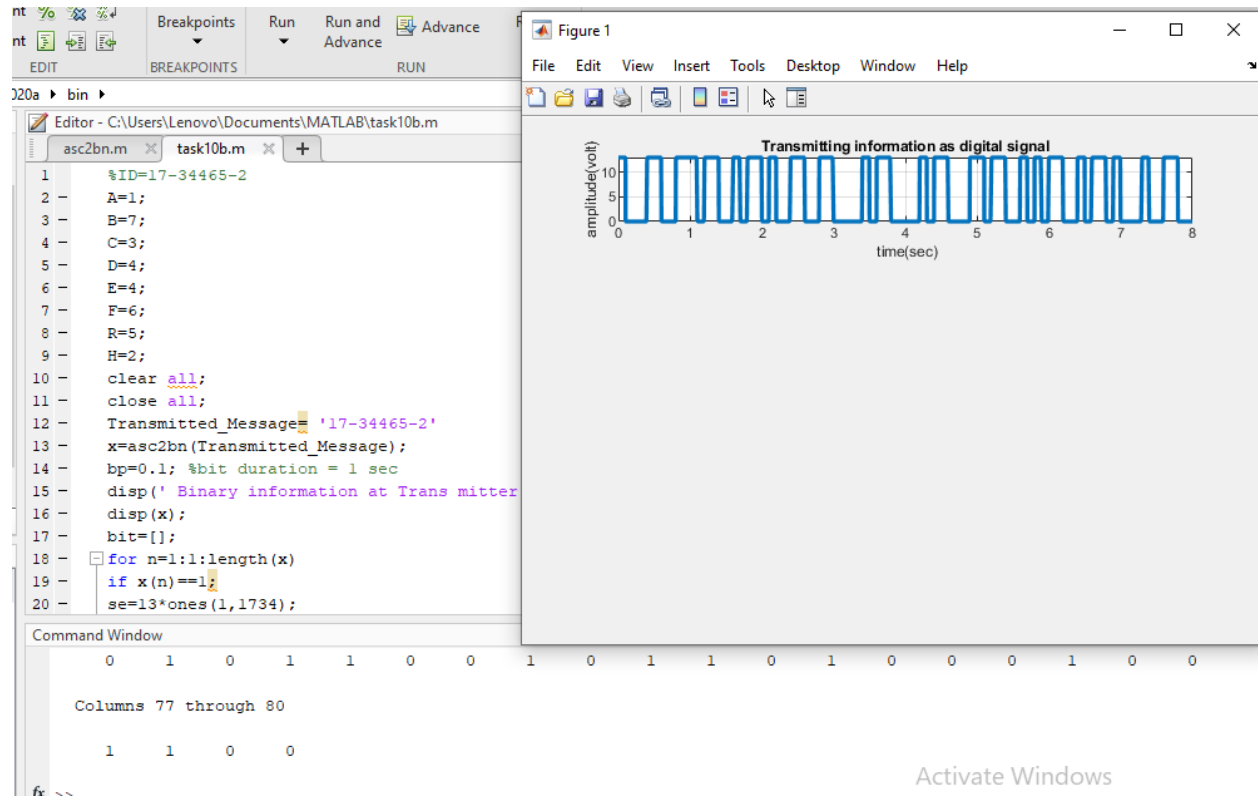 nt
Breakpoints Run Run and Advance
nt Advance
EDIT BREAKPOINTS RUN
020a ▸ bin ▸
Editor - C:\Users\Lenovo\Documents\MATLAB\task10b.m
asc2bn.m task10b.m
1 %ID=17-34465-2
2 - A=1;
3 - B=7;
4 - C=3;
5 - D=4;
6 - E=4;
7 - F=6;
8 - R=5;
9 - H=2;
10 - clear all;
11 - close all;
12 - Transmitted_Message= '17-34465-2'
13 - x=asc2bn(Transmitted_Message);
14 - bp=0.1; %bit duration = 1 sec
15 - disp(' Binary information at Trans mitter
16 - disp(x);
17 - bit=[];
18 - for n=1:1:length(x)
19 - if x(n)==1;
20 - se=13*ones(1,1734);
Figure 1
File Edit View Insert Tools Desktop Window Help
Transmitting information as digital signal
amplitude(volt)
10
5
0
0 1 2 3 4 5 6 7 8
time(sec)
Command Window
0 1 0 1 1 0 0 1 0 1 1 0 1 0 0 0 1 0 0
Columns 77 through 80
1 1 0 0
fx >>
Activate Windows